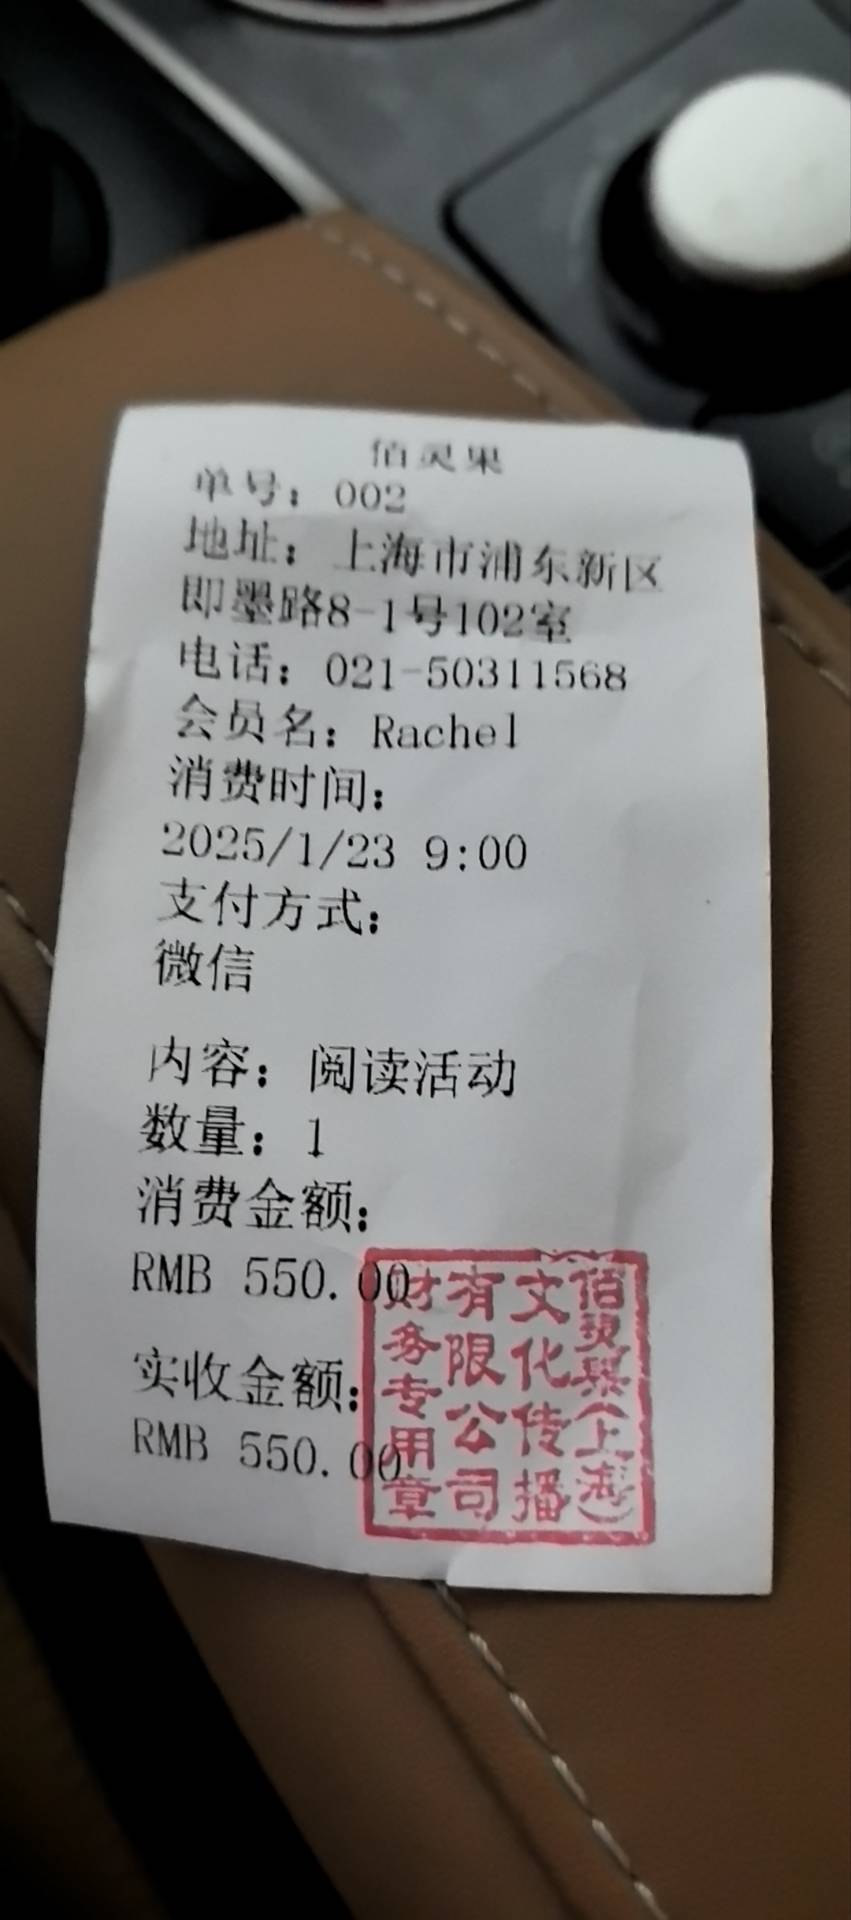 佰灵果
单号：002
地址：上海市浦东新区
即墨路8-1号102室
电话：021-50311568
会员名：Rachel
消费时间：
2025/1/23 9:00
支付方式：
微信
内容：阅读活动
数量：1
消费金额：
RMB 550.00
实收金额：
RMB 550.00
佰灵果（上海）
文化传播
有限公司
财务专用章